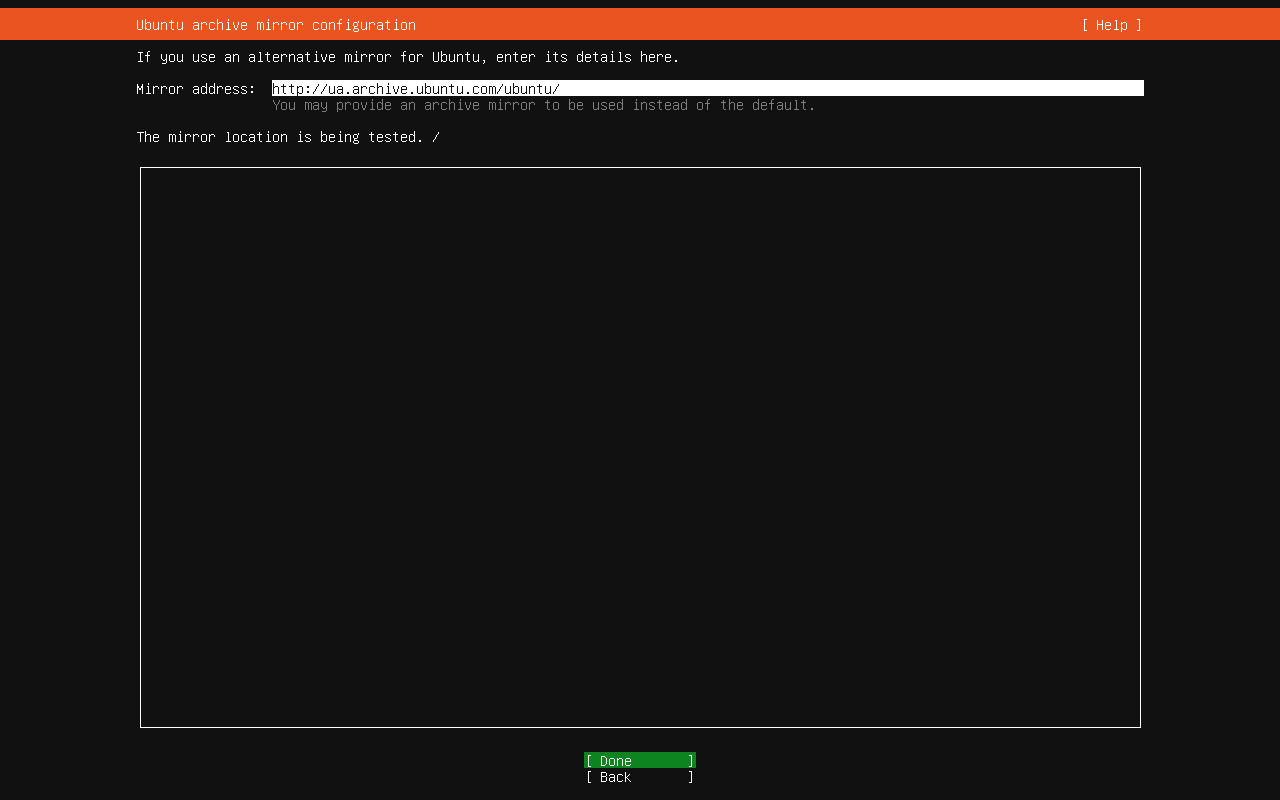 Ubuntu archive mirror configuration [ Help ]
If you use an alternative mirror for Ubuntu, enter its details here.
Mirror address: http://ua.archive.ubuntu.com/ubuntu/
You may provide an archive mirror to be used instead of the default.
The mirror location is being tested. /
[ Done ]
[ Back ]